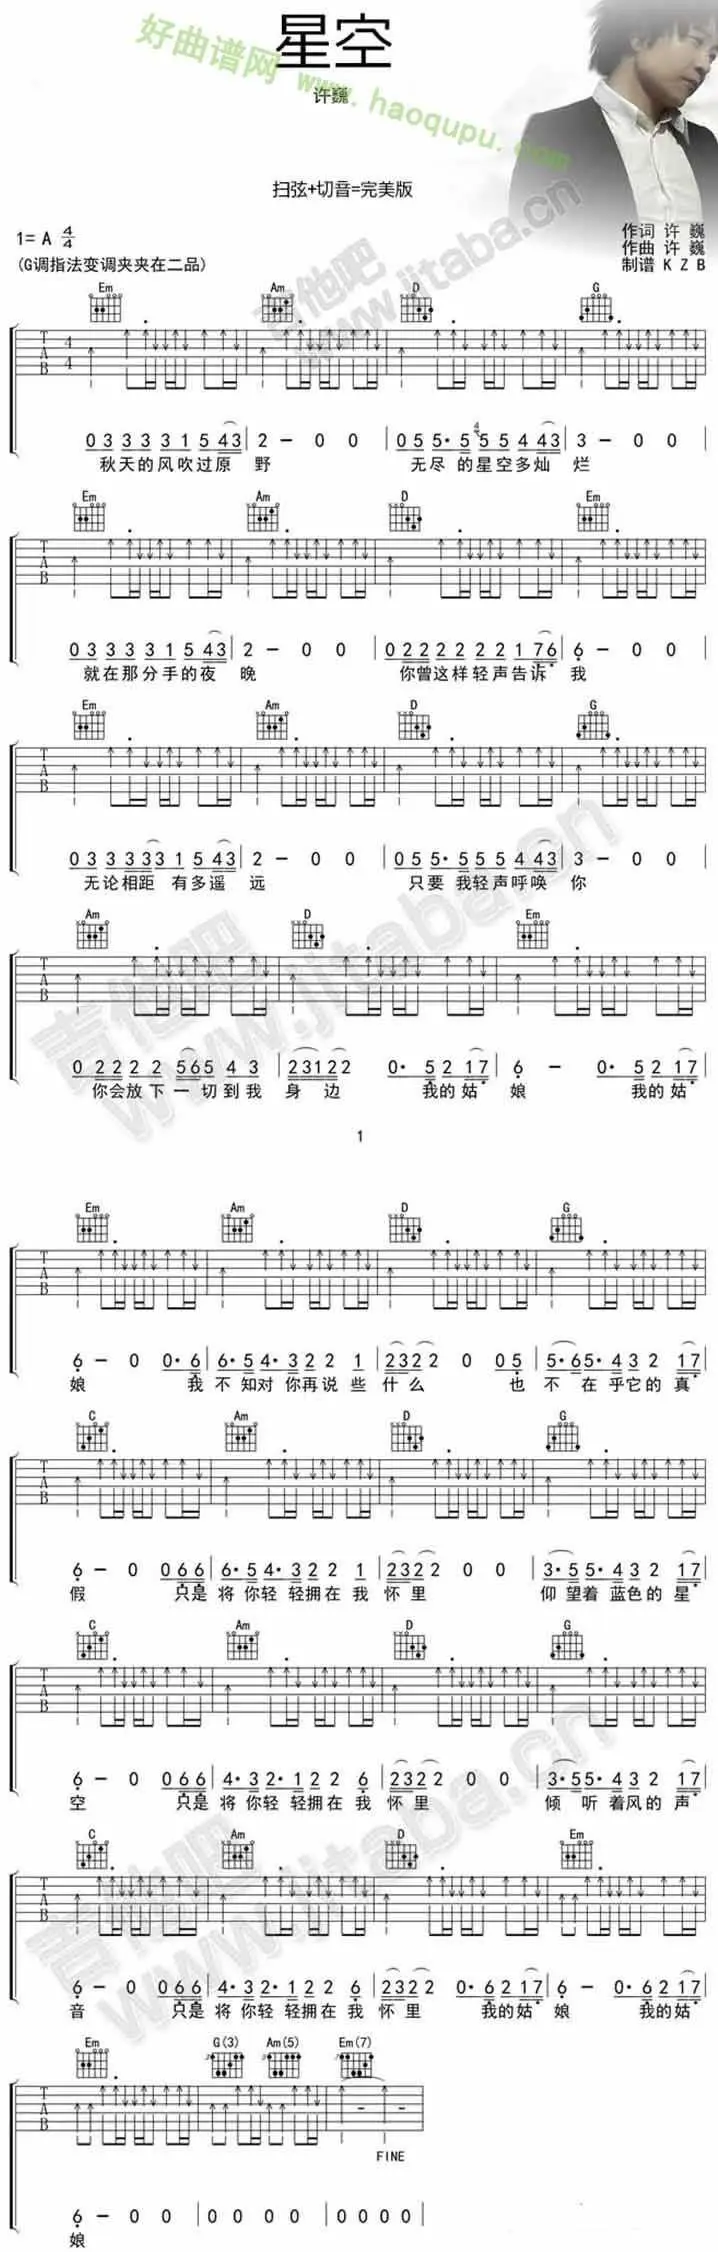 好曲谱网
www.haoqupu.com
星空
许巍
扫弦+切音=完美版
1= A 4/4
作词 许 巍
作曲 许 巍
制谱 K Z B
(G调指法变调夹夹在二品)
吉他吧
www.jitaba.cn
Em Am D G
T A B 4 4
0 3 3 3 3 1 5 4 3 | 2 - 0 0 | 0 5 5· 5 5 5 4 4 3 | 3 - 0 0 |
秋天的风吹过原 野 无尽 的星空多灿 烂
Em Am D Em
T A B
0 3 3 3 3 1 5 4 3 | 2 - 0 0 | 0 2 2 2 2 2 1 7 6 | 6 - 0 0 |
就在那分手的夜 晚 你曾这样轻声告诉 我
Em Am D G
T A B
0 3 3 3 3 3 1 5 4 3 | 2 - 0 0 | 0 5 5· 5 5 5 4 4 3 | 3 - 0 0 |
无论相距 有多遥 远 只要 我轻声呼唤 你
Am D Em
T A B
0 2 2 2 2 5 6 5 4 3 | 2 3 1 2 2 0· 5 2 1 7 | 6 - 0· 5 2 1 7 |
你会放下 一切到我 身 边 我的姑 娘 我的姑
1
Em Am D G
T A B
6 - 0 0· 6 | 6· 5 4· 3 2 2 1 | 2 3 2 2 0 0 5 | 5· 6 5· 4 3 2 1 7 |
娘 我 不 知对 你再说 些 什 么 也 不 在 乎它的 真
C Am D G
T A B
6 - 0 0 6 6 | 6· 5 4· 3 2 2 1 | 2 3 2 2 0 0 | 3· 5 5· 4 3 2 1 7 |
假 只是 将 你轻 轻拥在 我 怀 里 仰 望着 蓝色的 星
C Am D G
T A B
6 - 0 0 6 6 | 4· 3 2· 1 2 2 6 | 2 3 2 2 0 0 | 3· 5 5· 4 3 2 1 7 |
空 只是 将 你轻 轻拥在 我 怀 里 倾 听 着风的 声
C Am D Em
T A B
6 - 0 0 6 6 | 4· 3 2· 1 2 2 6 | 2 3 2 2 0· 6 2 1 7 | 6 - 0· 6 2 1 7 |
音 只是 将 你轻 轻拥在 我 怀 里 我的姑 娘 我的姑
Em G(3) Am(5) Em(7)
T A B
FINE
6 - 0 0 | 0 0 0 0 | 0 0 0 0 |
娘